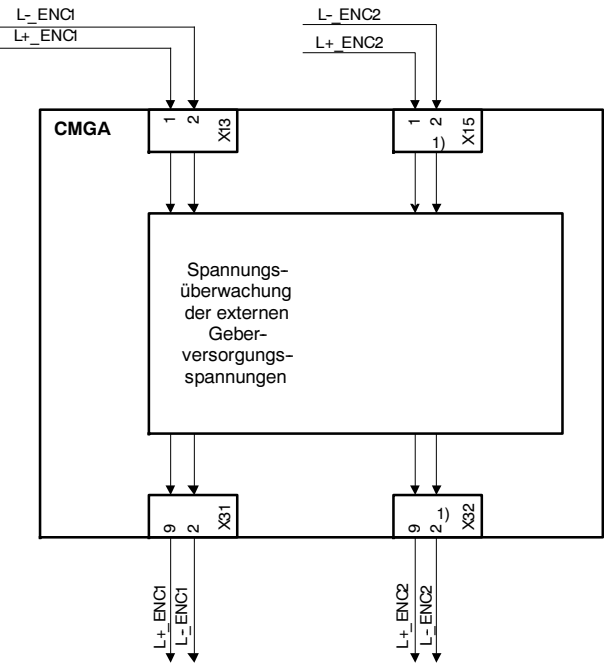 L-_ENC1
L+_ENC1
L-_ENC2
L+_ENC2
CMGA
1 2 X13
1 2 1) X15
Spannungs-
überwachung
der externen
Geber-
versorgungs-
spannungen
9 2 X31
9 2 1) X32
L+_ENC1
L-_ENC1
L+_ENC2
L-_ENC2